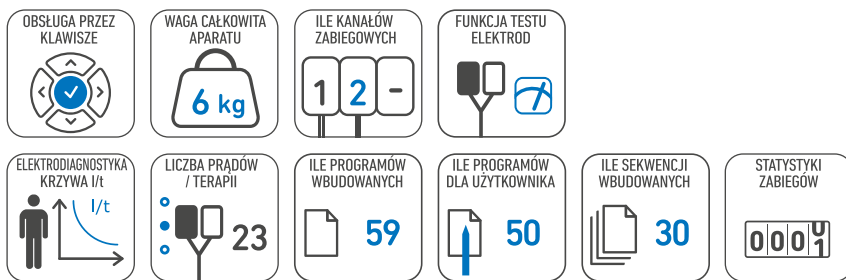 OBSŁUGA PRZEZ
KLAWISZE
WAGA CAŁKOWITA
APARATU
6 kg
ILE KANAŁÓW
ZABIEGOWYCH
1 2 -
FUNKCJA TESTU
ELEKTROD
ELEKTRODIAGNOSTYKA
KRZYWA I/t
I/t
LICZBA PRĄDÓW
/ TERAPII
23
ILE PROGRAMÓW
WBUDOWANYCH
59
ILE PROGRAMÓW
DLA UŻYTKOWNIKA
50
ILE SEKWENCJI
WBUDOWANYCH
30
STATYSTYKI
ZABIEGÓW
0001